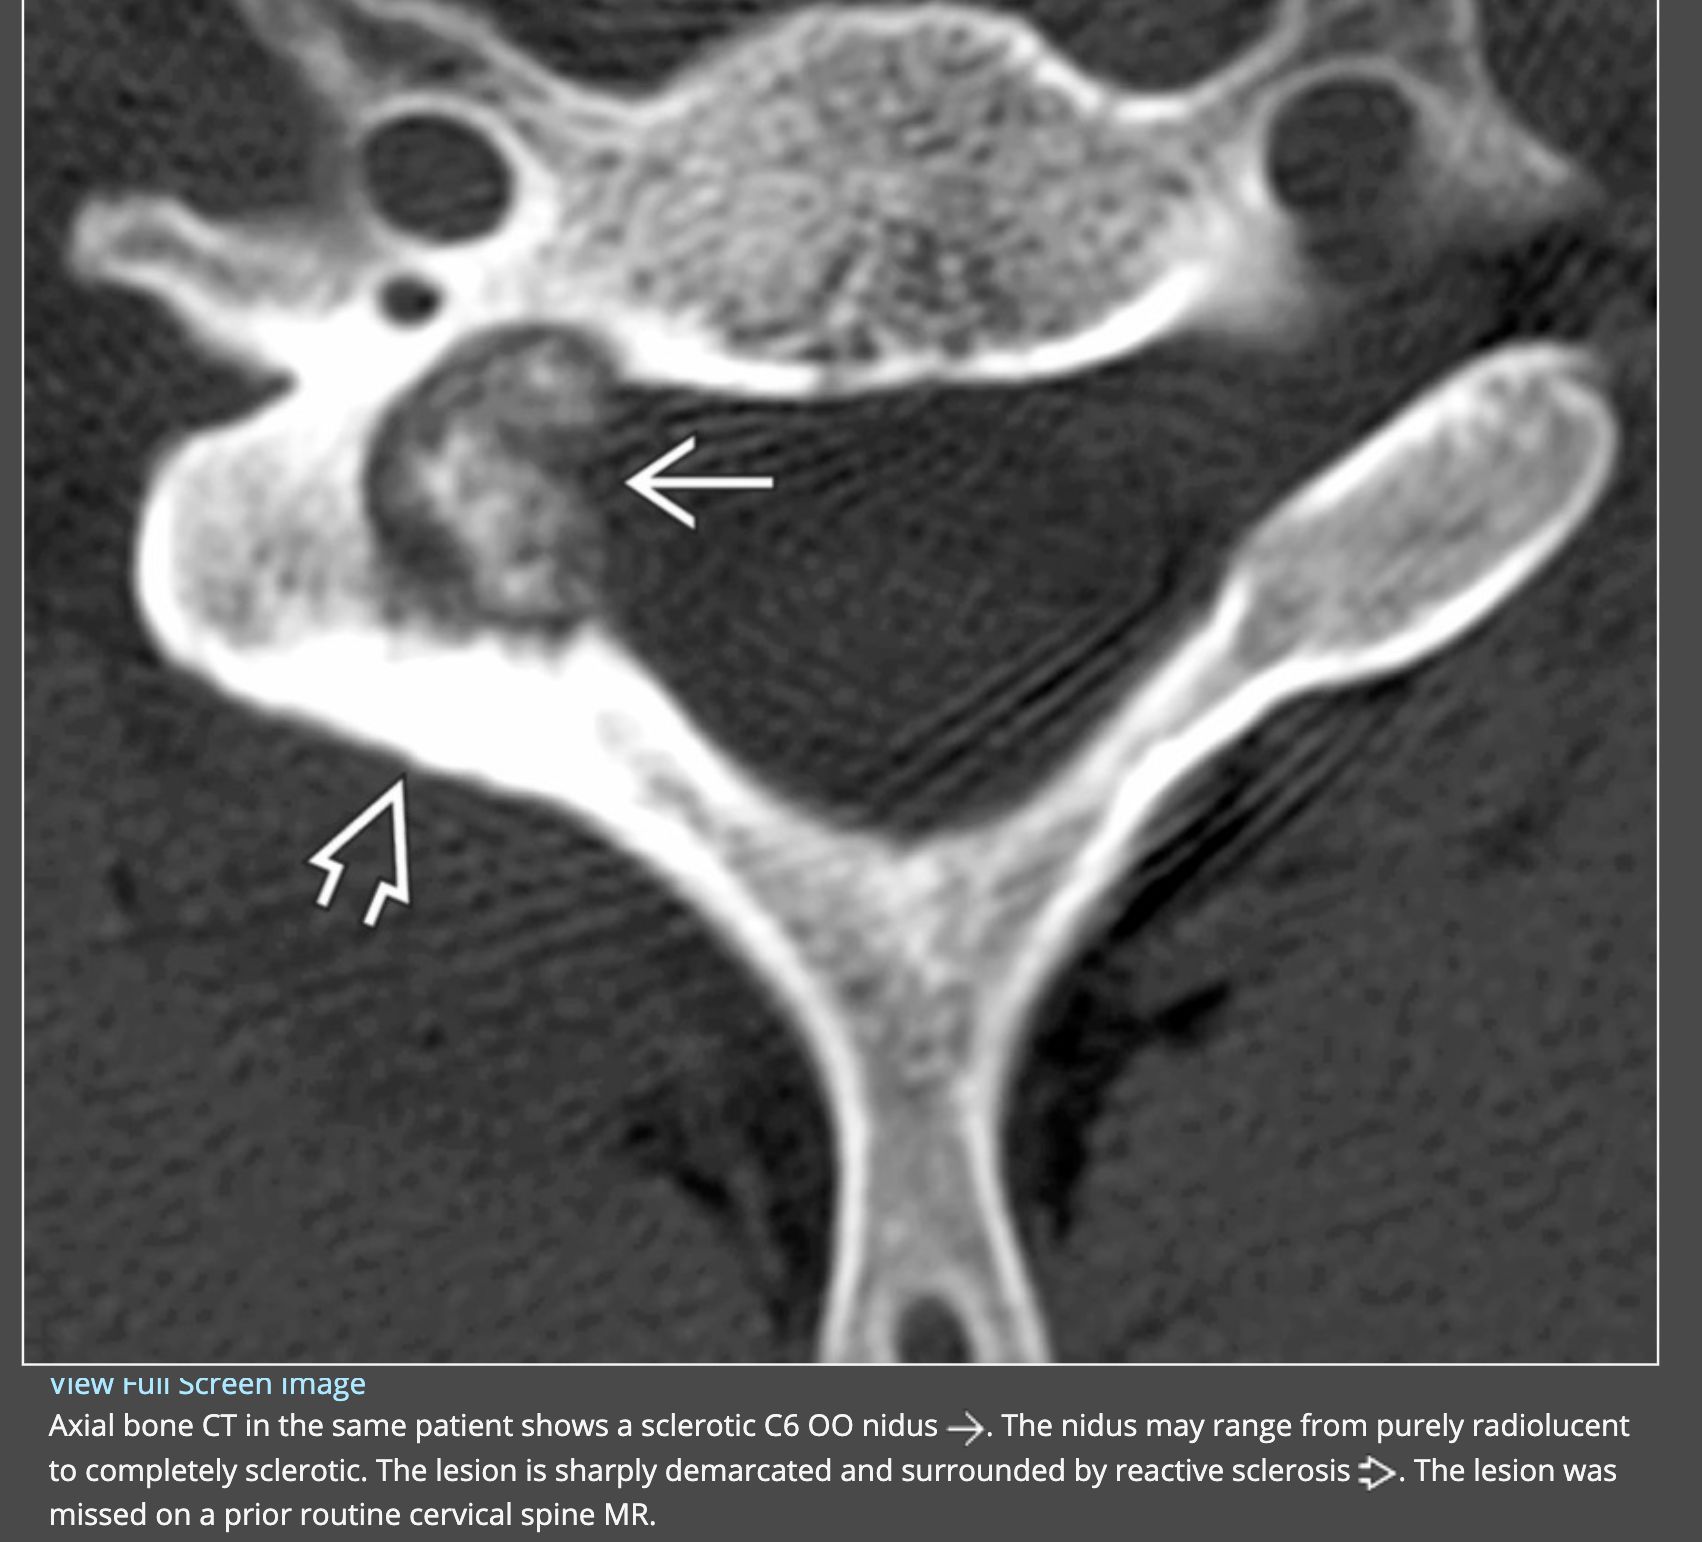 View Full Screen Image
Axial bone CT in the same patient shows a sclerotic C6 OO nidus →. The nidus may range from purely radiolucent
to completely sclerotic. The lesion is sharply demarcated and surrounded by reactive sclerosis ⇨. The lesion was
missed on a prior routine cervical spine MR.